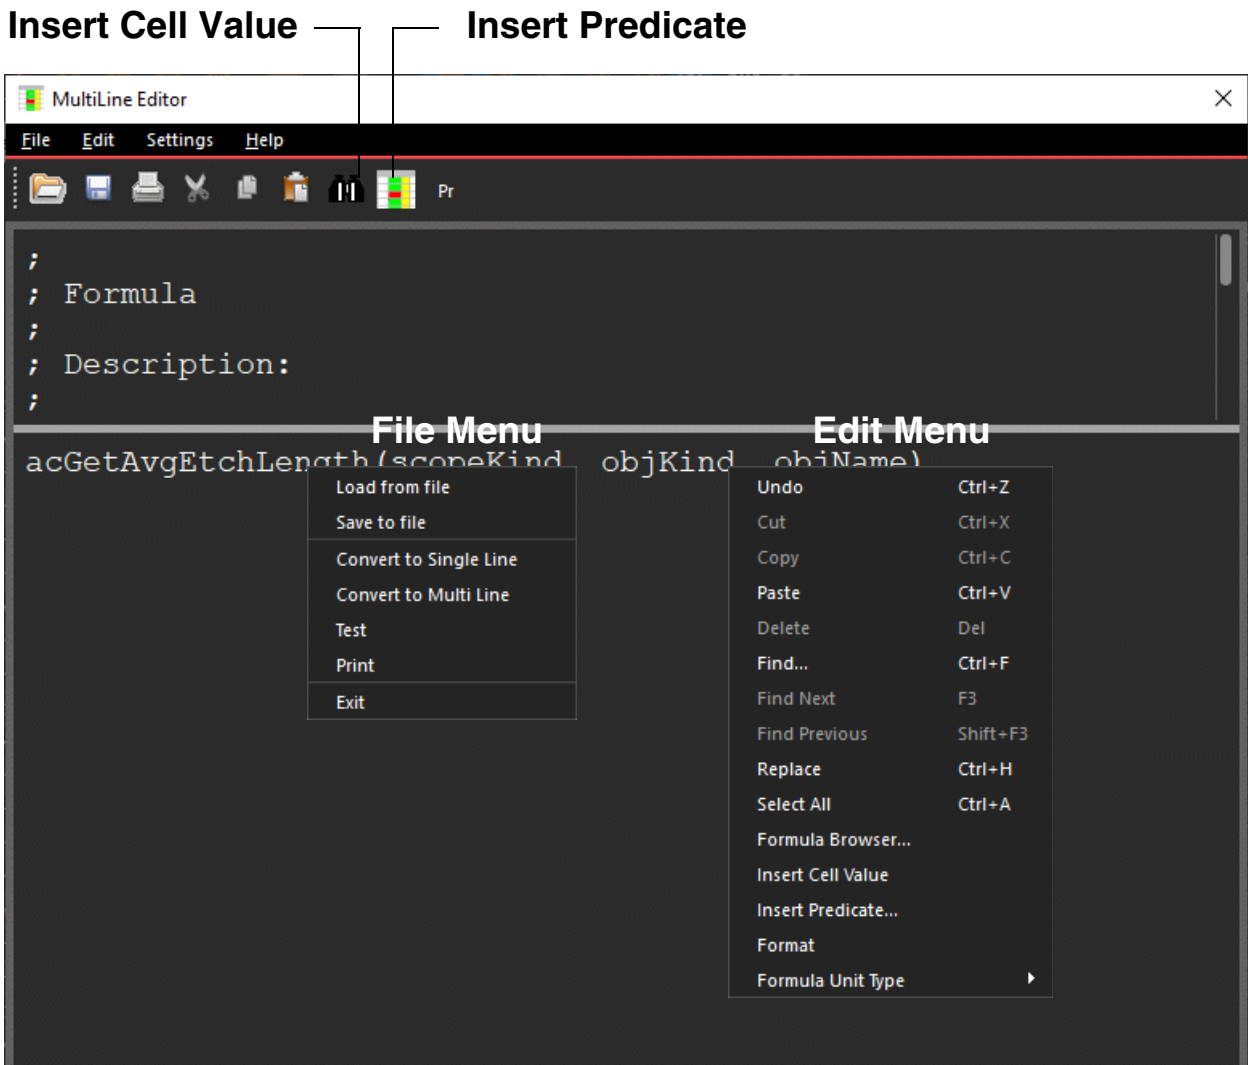 Insert Cell Value Insert Predicate
MultiLine Editor
File Edit Settings Help
Pr
;
; Formula
;
; Description:
;
File Menu Edit Menu
acGetAvgEtchLength(scopeKind objKind objName)
Load from file
Save to file
Convert to Single Line
Convert to Multi Line
Test
Print
Exit
Undo Ctrl+Z
Cut Ctrl+X
Copy Ctrl+C
Paste Ctrl+V
Delete Del
Find... Ctrl+F
Find Next F3
Find Previous Shift+F3
Replace Ctrl+H
Select All Ctrl+A
Formula Browser...
Insert Cell Value
Insert Predicate...
Format
Formula Unit Type